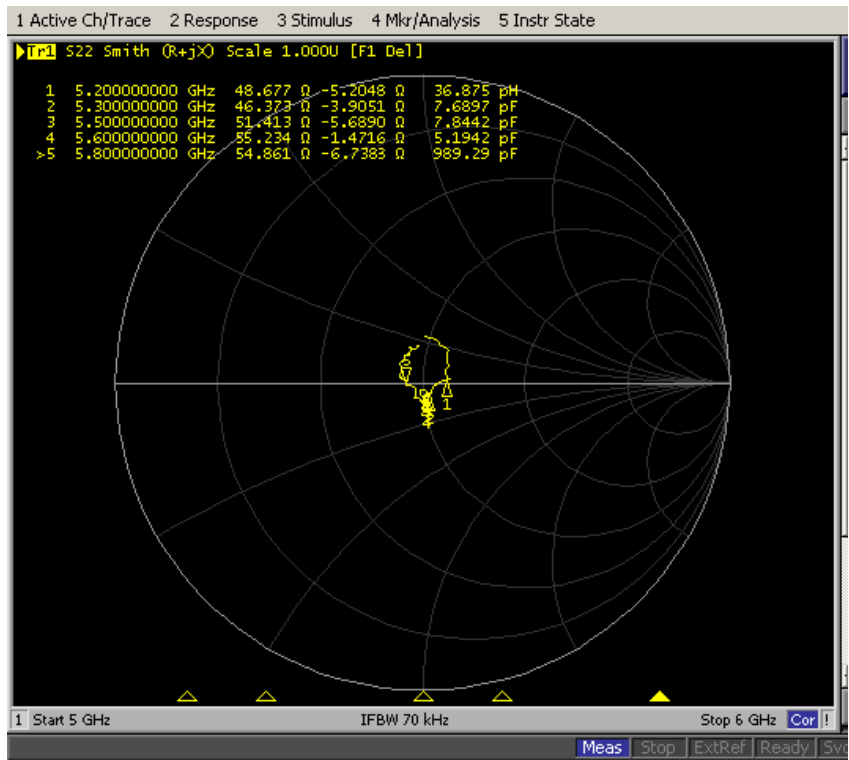 1 Active Ch/Trace 2 Response 3 Stimulus 4 Mkr/Analysis 5 Instr State
Tr1 S22 Smith (R+jX) Scale 1.000U [F1 Del]
1 5.200000000 GHz 48.677 Ω -5.2048 Ω 36.875 pH
2 5.300000000 GHz 46.373 Ω -3.9051 Ω 7.6897 pF
3 5.500000000 GHz 51.413 Ω -5.6890 Ω 7.8442 pF
4 5.600000000 GHz 55.234 Ω -1.4716 Ω 5.1942 pF
>5 5.800000000 GHz 54.861 Ω -6.7383 Ω 989.29 pF
1
1 Start 5 GHz IFBW 70 kHz Stop 6 GHz Cor !
Meas Stop ExtRef Ready Svc